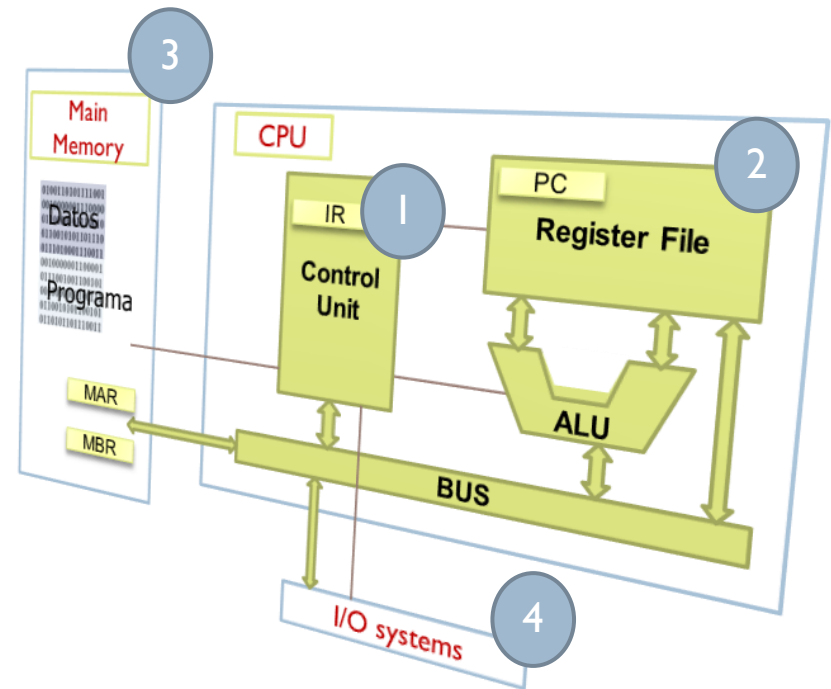 3
Main
Memory
CPU
2
PC
1
IR
Register File
Datos
Control
Unit
Programa
MAR
MBR
ALU
BUS
I/O systems
4